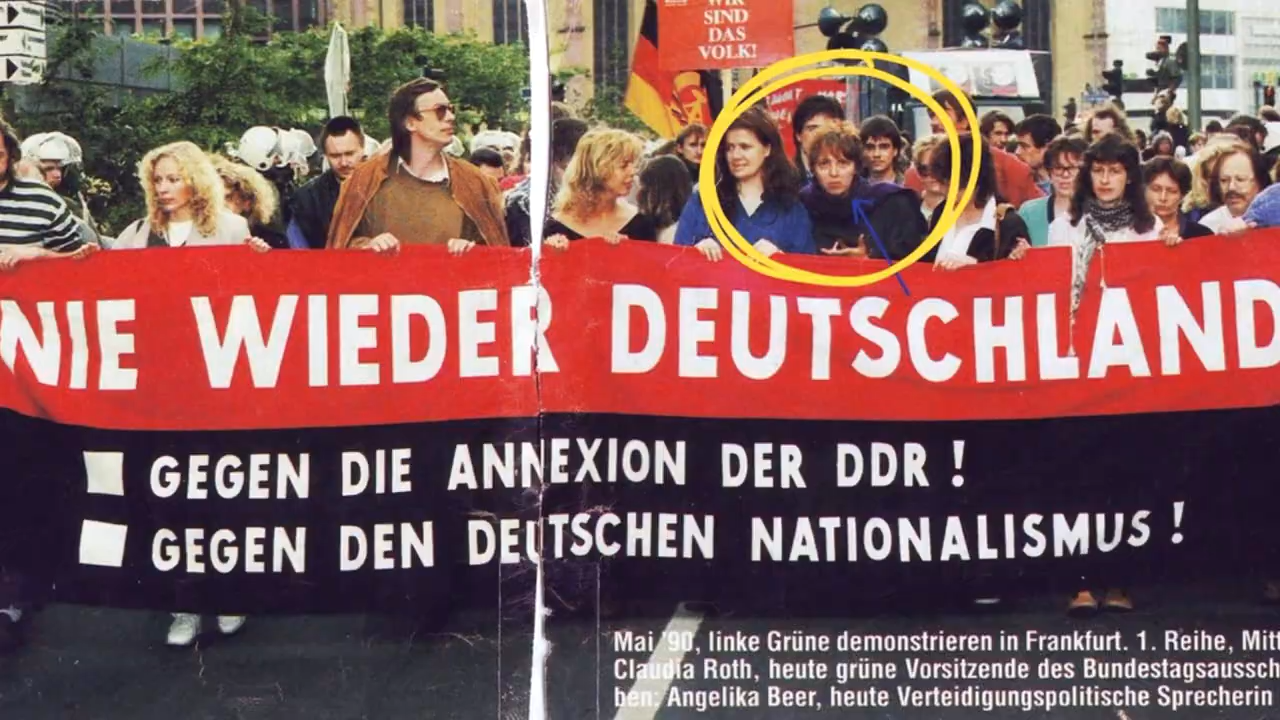 WIR
SIND
DAS
VOLK!
NIE WIEDER DEUTSCHLAND
GEGEN DIE ANNEXION DER DDR !
GEGEN DEN DEUTSCHEN NATIONALISMUS !
Mai '90, linke Grüne demonstrieren in Frankfurt. 1. Reihe, Mitt
Claudia Roth, heute grüne Vorsitzende des Bundestagsaussch
ben: Angelika Beer, heute Verteidigungspolitische Sprecherin